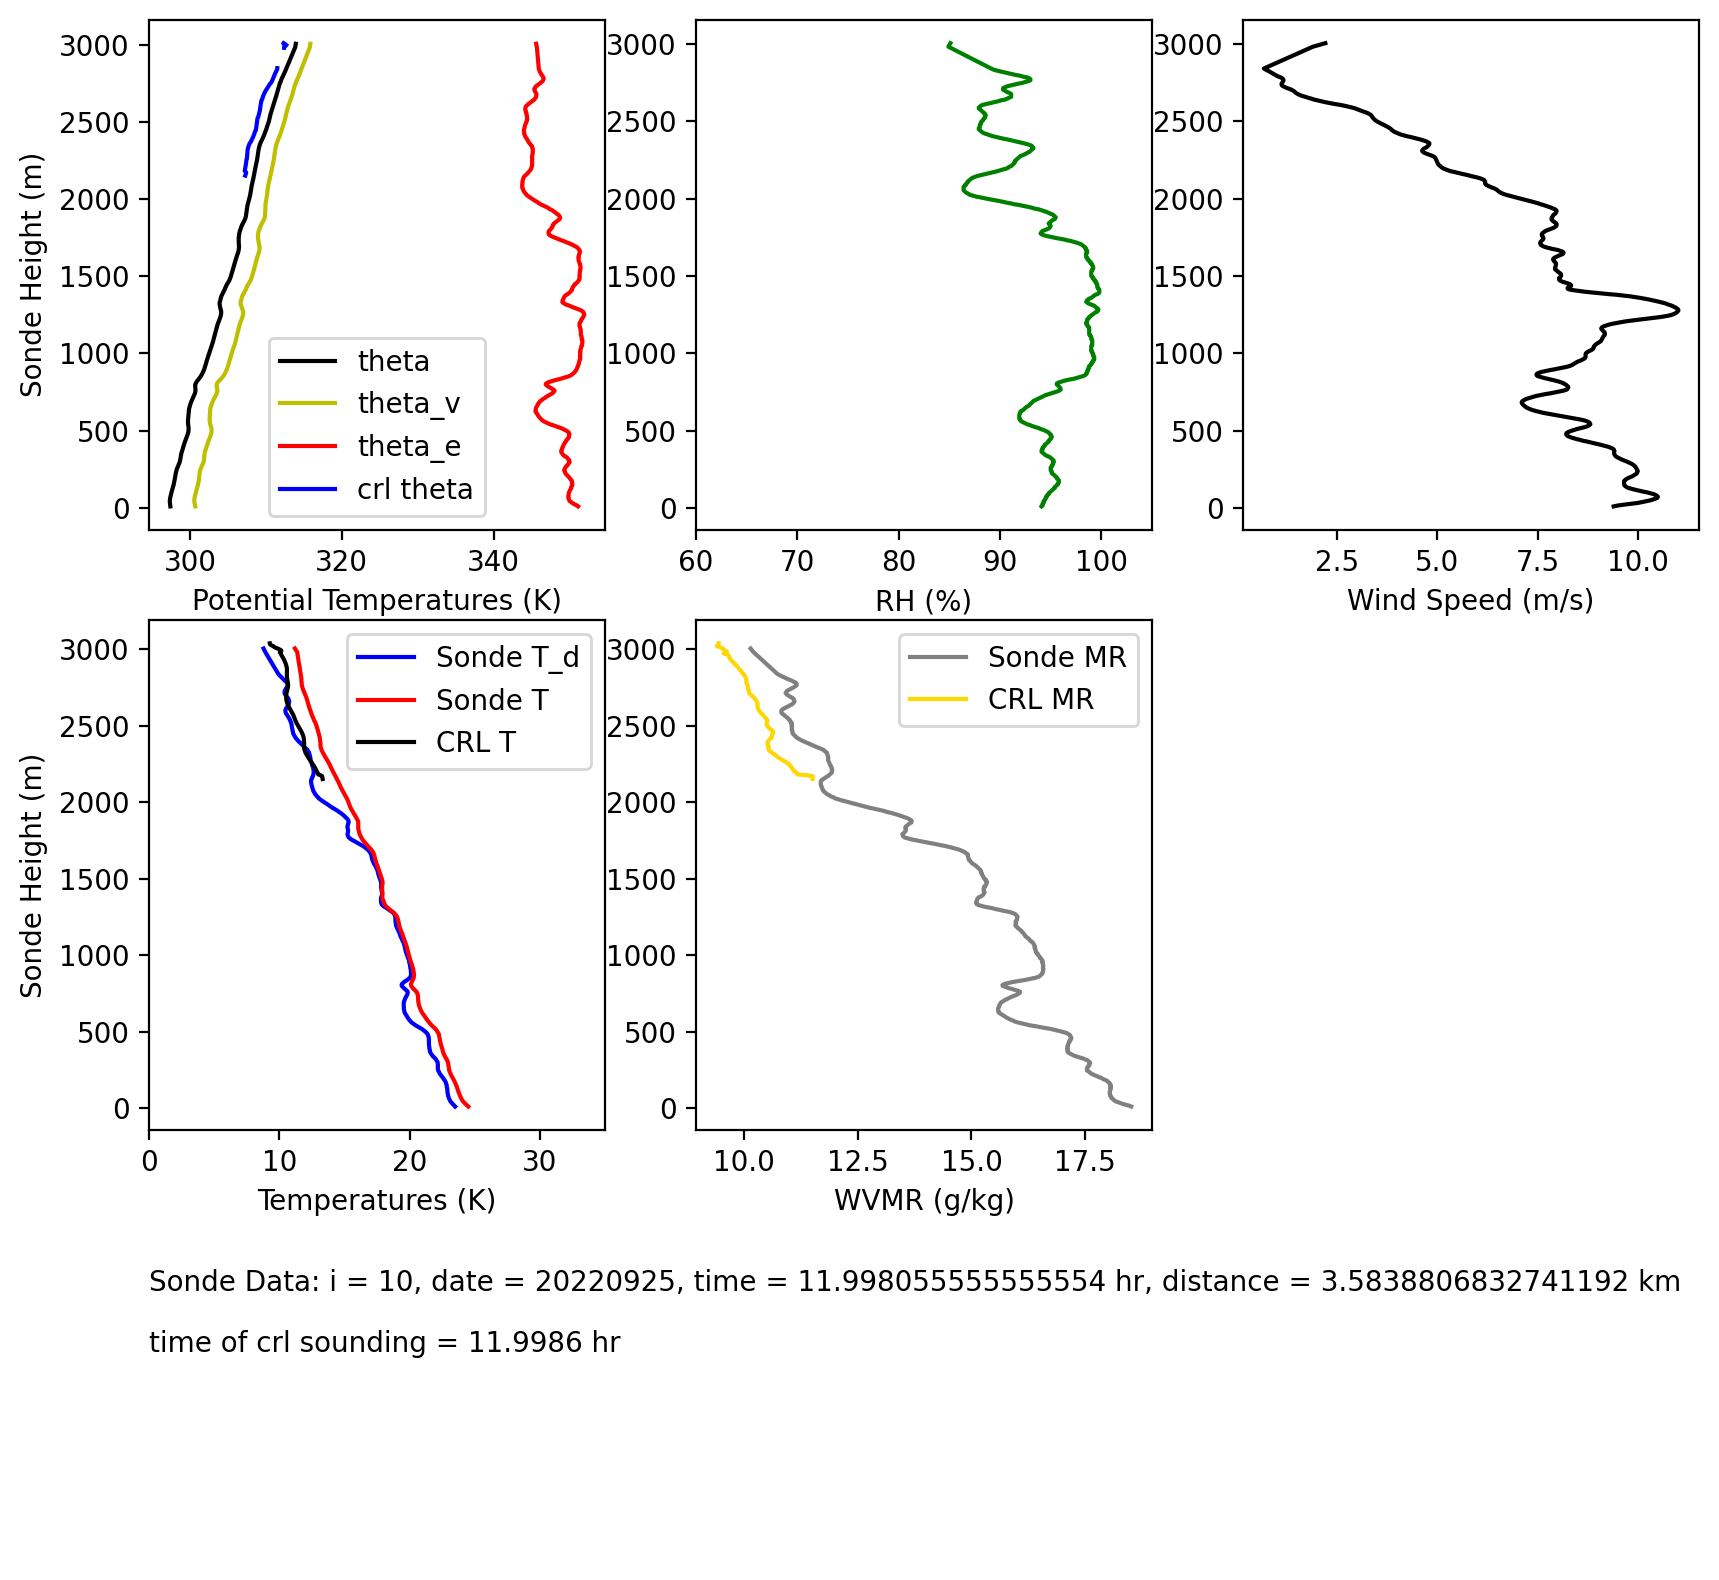 3000
2500
2000
1500
1000
500
0
Sonde Height (m)
theta
theta_v
theta_e
crl theta
300 320 340
Potential Temperatures (K)
3000
2500
2000
1500
1000
500
0
60 70 80 90 100
RH (%)
3000
2500
2000
1500
1000
500
0
2.5 5.0 7.5 10.0
Wind Speed (m/s)
3000
2500
2000
1500
1000
500
0
Sonde Height (m)
Sonde T_d
Sonde T
CRL T
0 10 20 30
Temperatures (K)
3000
2500
2000
1500
1000
500
0
Sonde MR
CRL MR
10.0 12.5 15.0 17.5
WVMR (g/kg)
Sonde Data: i = 10, date = 20220925, time = 11.998055555555554 hr, distance = 3.5838806832741192 km
time of crl sounding = 11.9986 hr